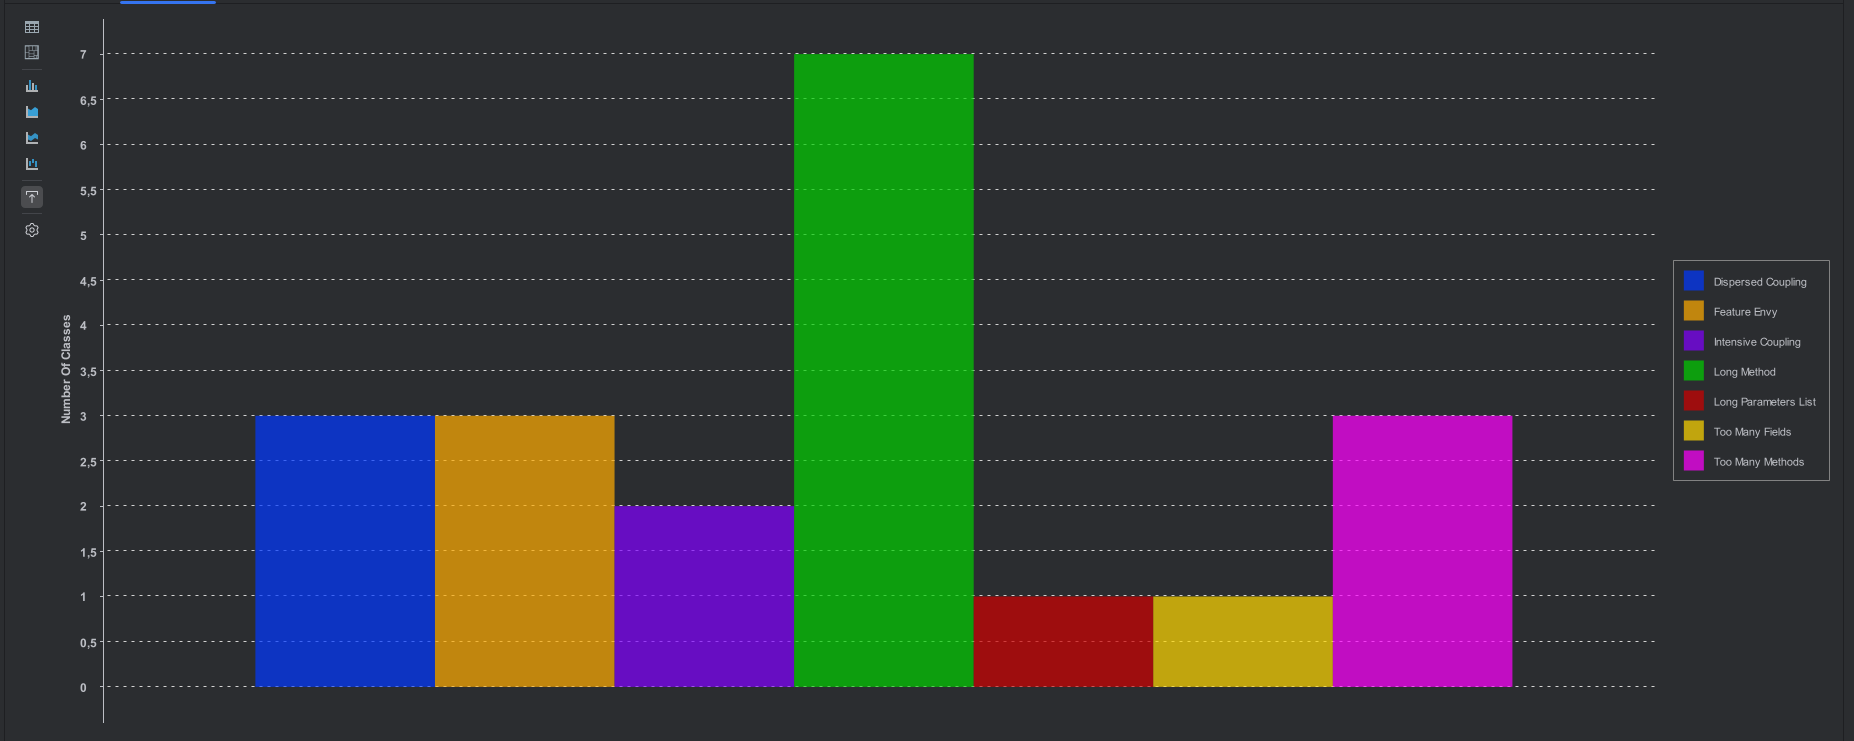 7
6,5
6
5,5
5
4,5
4
3,5
3
2,5
2
1,5
1
0,5
0
Number Of Classes
Dispersed Coupling
Feature Envy
Intensive Coupling
Long Method
Long Parameters List
Too Many Fields
Too Many Methods